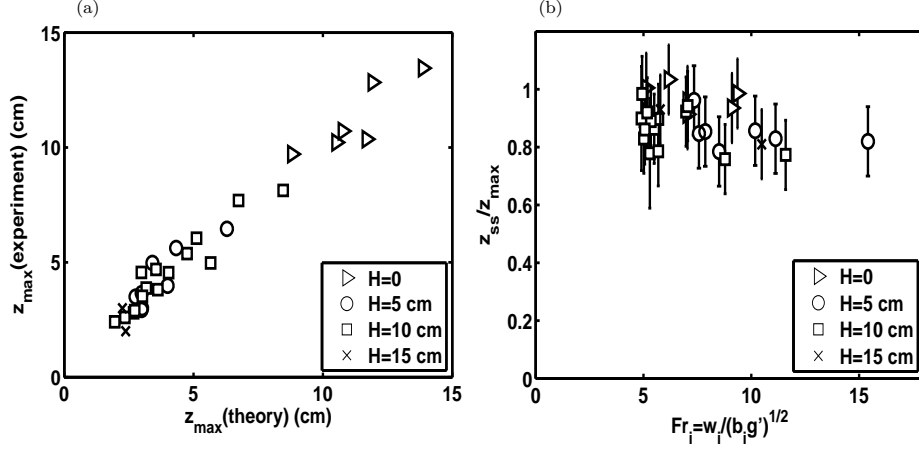 (a)
15
10
5
0
z_max(experiment) (cm)
0 5 10 15
z_max(theory) (cm)
H=0
H=5 cm
H=10 cm
H=15 cm
(b)
1
0.8
0.6
0.4
0.2
0
z_ss/z_max
0 5 10 15
Fr_i=w_i/(b_ig')^1/2
H=0
H=5 cm
H=10 cm
H=15 cm